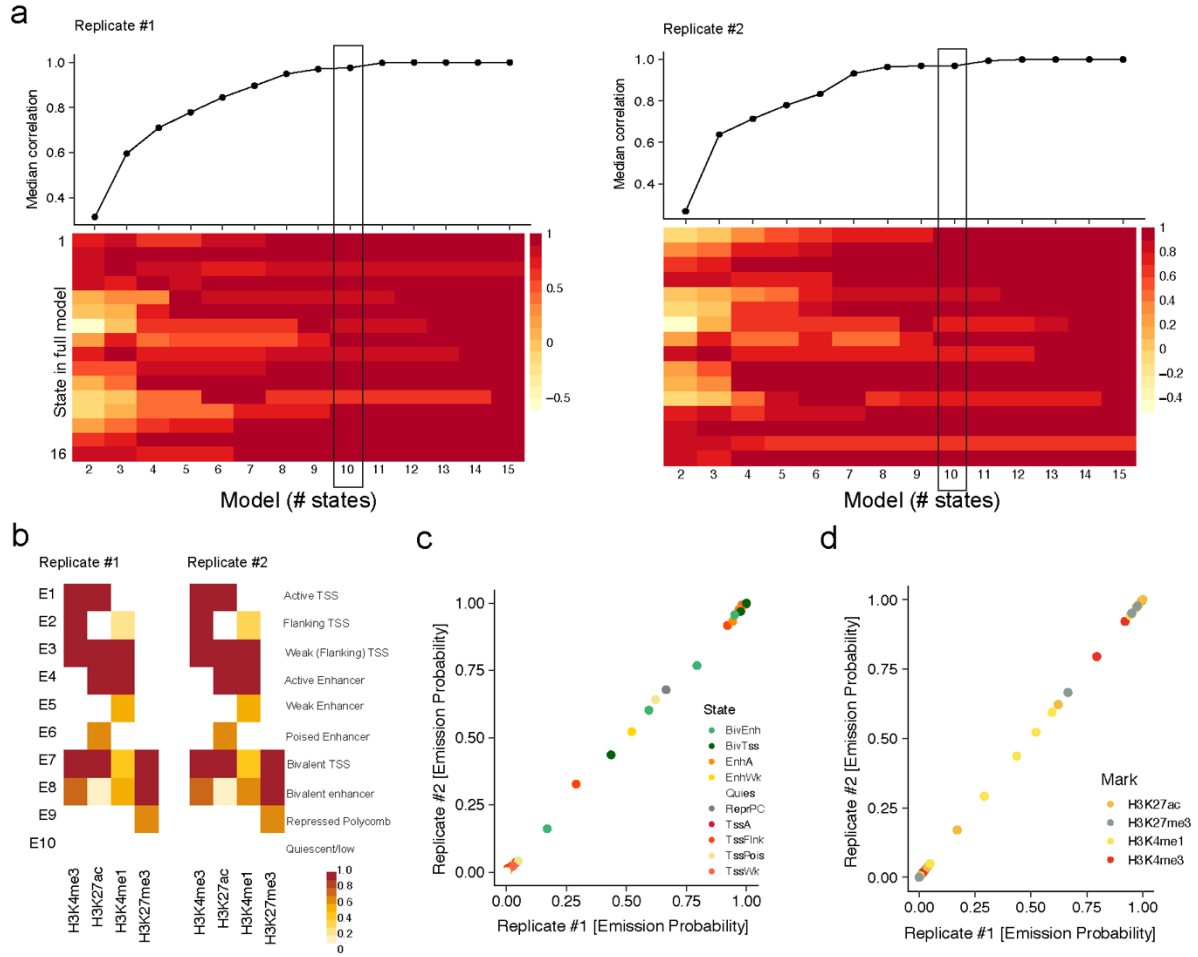 a
Replicate #1
Median correlation
1.0
0.8
0.6
0.4
State in full model
1
16
1
0.5
0
−0.5
2 3 4 5 6 7 8 9 10 11 12 13 14 15
Model (# states)
Replicate #2
Median correlation
1.0
0.8
0.6
0.4
1
0.8
0.6
0.4
0.2
0
−0.2
−0.4
2 3 4 5 6 7 8 9 10 11 12 13 14 15
Model (# states)
b
Replicate #1 Replicate #2
E1 Active TSS
E2 Flanking TSS
E3 Weak (Flanking) TSS
E4 Active Enhancer
E5 Weak Enhancer
E6 Poised Enhancer
E7 Bivalent TSS
E8 Bivalent enhancer
E9 Repressed Polycomb
E10 Quiescent/low
H3K4me3 H3K27ac H3K4me1 H3K27me3
H3K4me3 H3K27ac H3K4me1 H3K27me3
1.0
0.8
0.6
0.4
0.2
0
c
Replicate #2 [Emission Probability]
1.00
0.75
0.50
0.25
0.00
State
BivEnh
BivTss
EnhA
EnhWk
Quies
ReprPC
TssA
TssFlnk
TssPois
TssWk
0.00 0.25 0.50 0.75 1.00
Replicate #1 [Emission Probability]
d
Replicate #2 [Emission Probability]
1.00
0.75
0.50
0.25
0.00
Mark
H3K27ac
H3K27me3
H3K4me1
H3K4me3
0.00 0.25 0.50 0.75 1.00
Replicate #1 [Emission Probability]